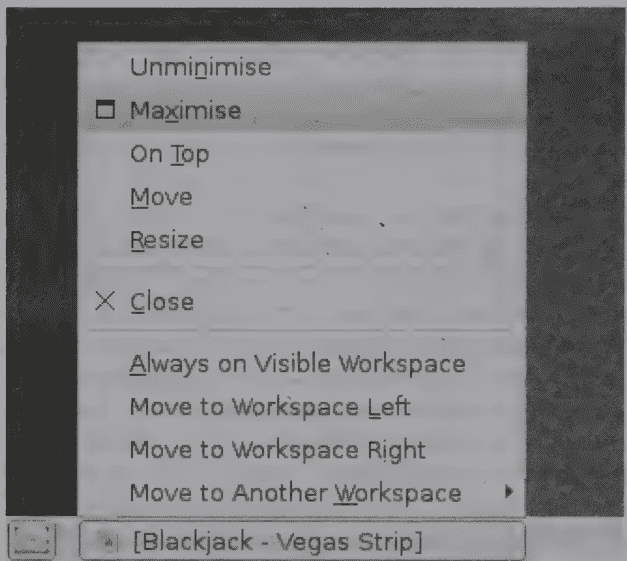 Unminimise
Maximise
On Top
Move
Resize
Close
Always on Visible Workspace
Move to Workspace Left
Move to Workspace Right
Move to Another Workspace
[Blackjack - Vegas Strip]